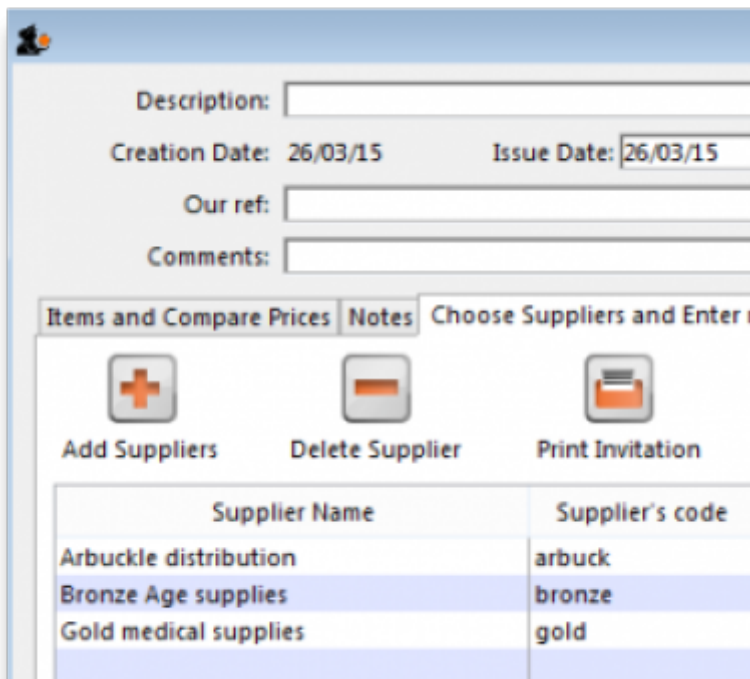 Description:
Creation Date: 26/03/15 Issue Date: 26/03/15
Our ref:
Comments:
Items and Compare Prices Notes Choose Suppliers and Enter
Add Suppliers Delete Supplier Print Invitation
Supplier Name Supplier's code
Arbuckle distribution arbuck
Bronze Age supplies bronze
Gold medical supplies gold